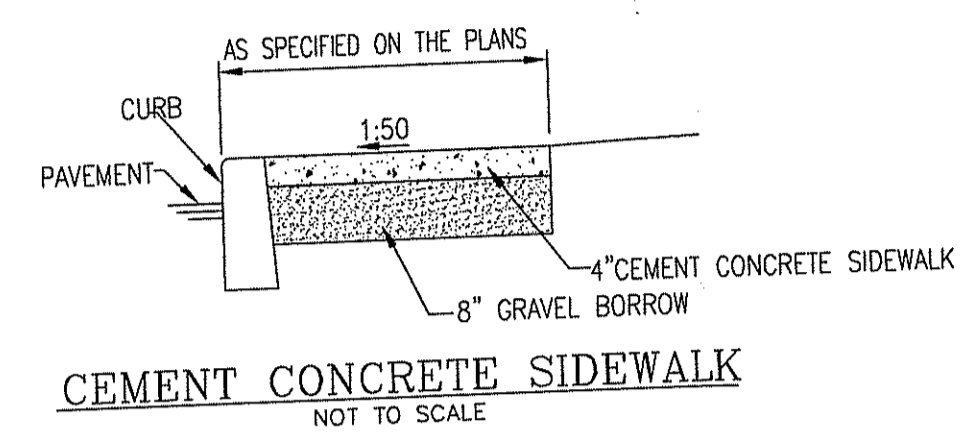 AS SPECIFIED ON THE PLANS
CURB
1:50
PAVEMENT
4"CEMENT CONCRETE SIDEWALK
8" GRAVEL BORROW
CEMENT CONCRETE SIDEWALK
NOT TO SCALE